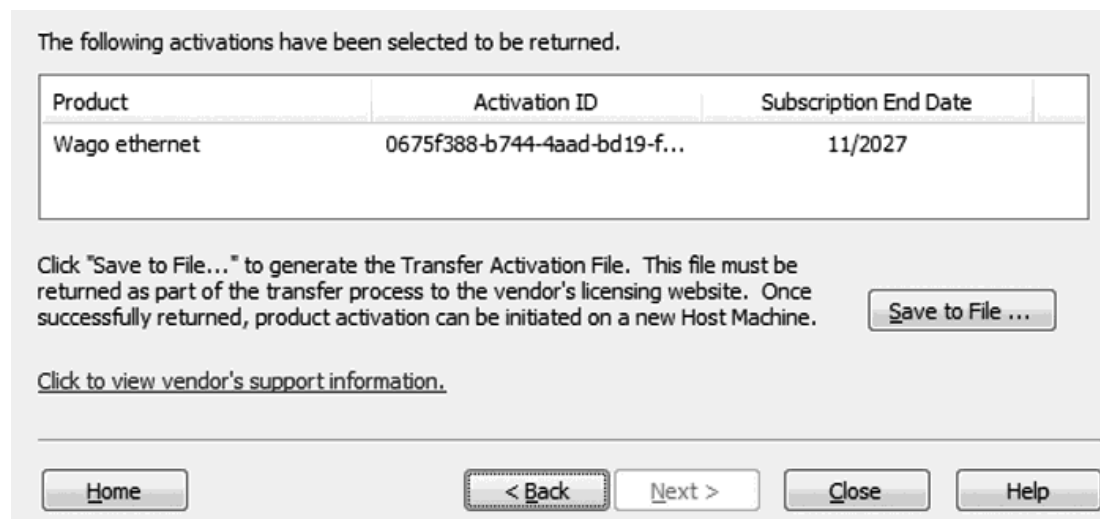 The following activations have been selected to be returned.
Product Activation ID Subscription End Date
Wago ethernet 0675f388-b744-4aad-bd19-f... 11/2027
Click "Save to File..." to generate the Transfer Activation File. This file must be
returned as part of the transfer process to the vendor's licensing website. Once
successfully returned, product activation can be initiated on a new Host Machine.
Save to File ...
Click to view vendor's support information.
Home < Back Next > Close Help